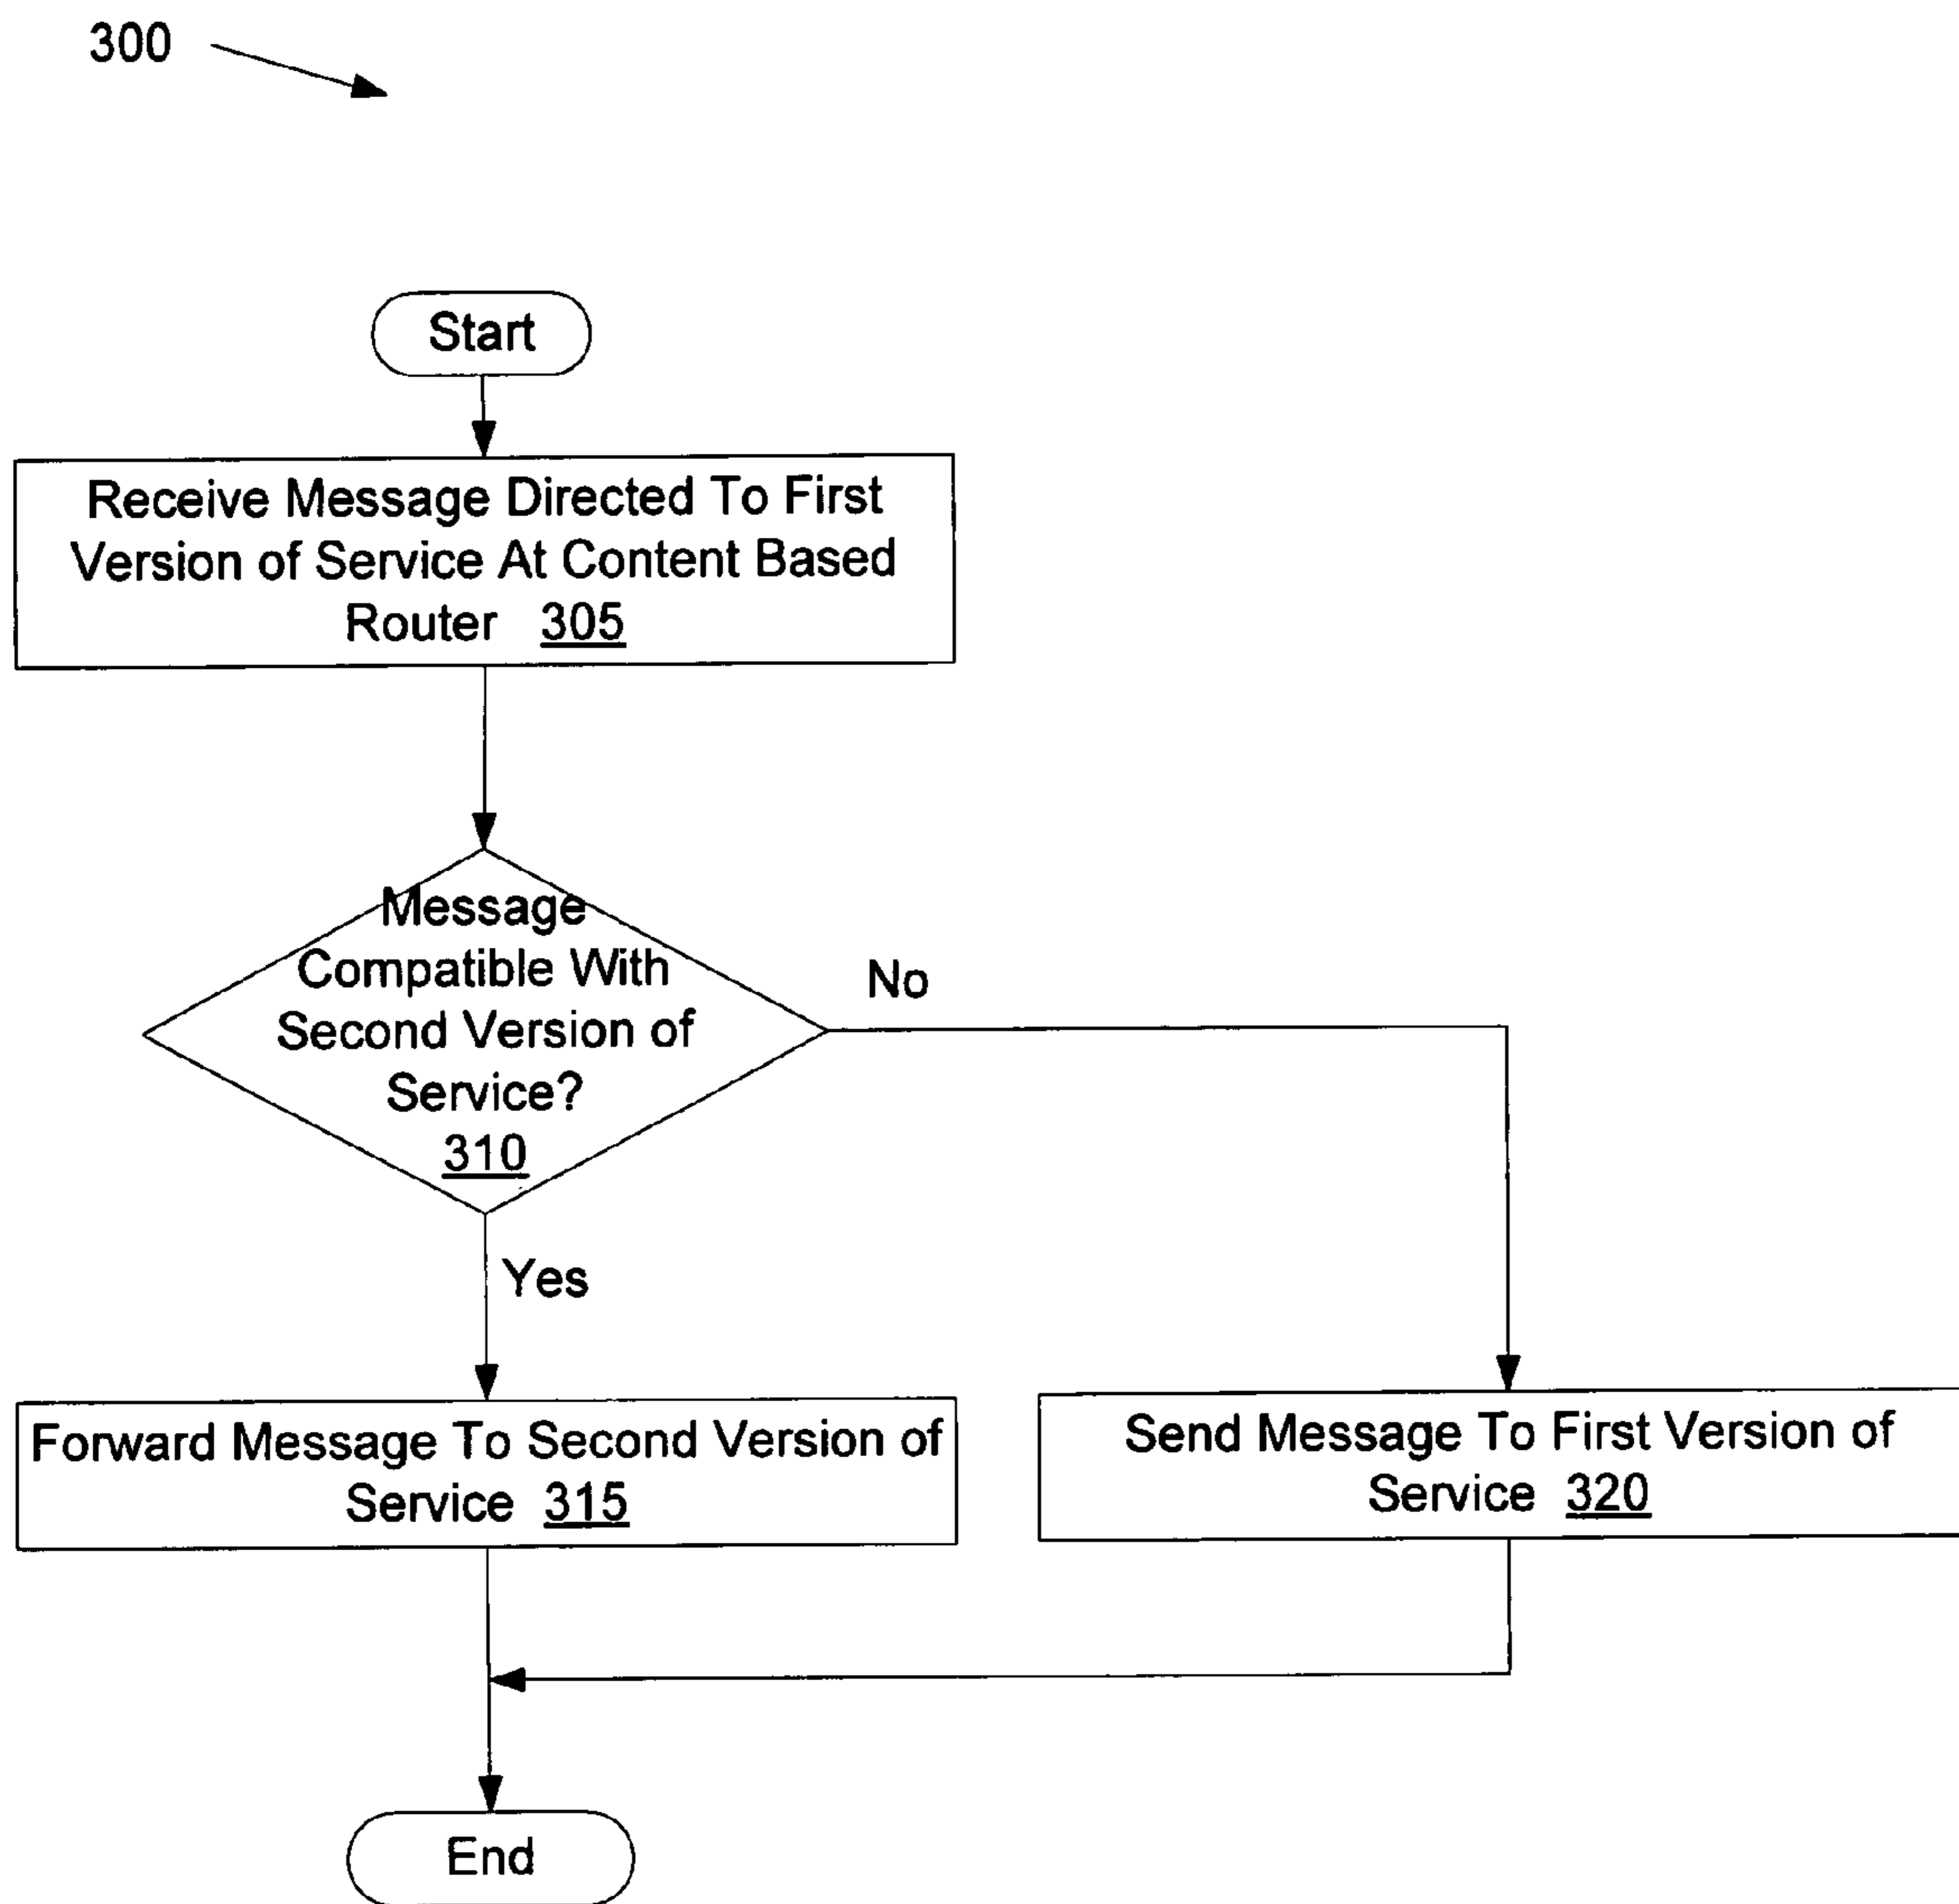 300
Start
Receive Message Directed To First
Version of Service At Content Based
Router 305
Message
Compatible With
Second Version of
Service?
310
No
Yes
Forward Message To Second Version of
Service 315
Send Message To First Version of
Service 320
End